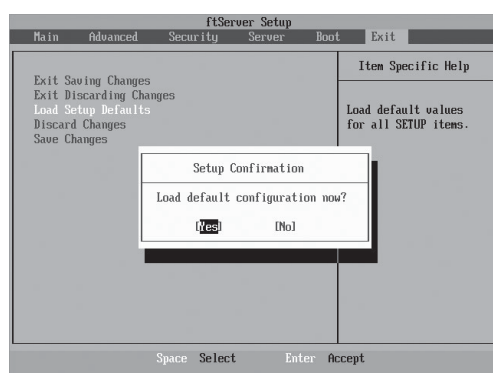 ftServer Setup
Main Advanced Security Server Boot Exit
Exit Saving Changes
Exit Discarding Changes
Load Setup Defaults
Discard Changes
Save Changes
Item Specific Help
Load default values
for all SETUP items.
Setup Confirmation
Load default configuration now?
[Yes] [No]
Space Select Enter Accept